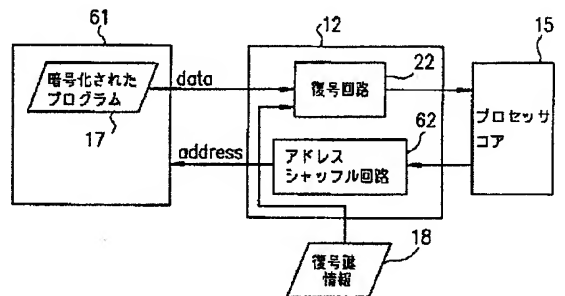 61
12
15
暗号化された
プログラム
17
data
復号回路
22
プロセッサ
コア
address
アドレス
シャッフル回路
62
復号鍵
情報
18